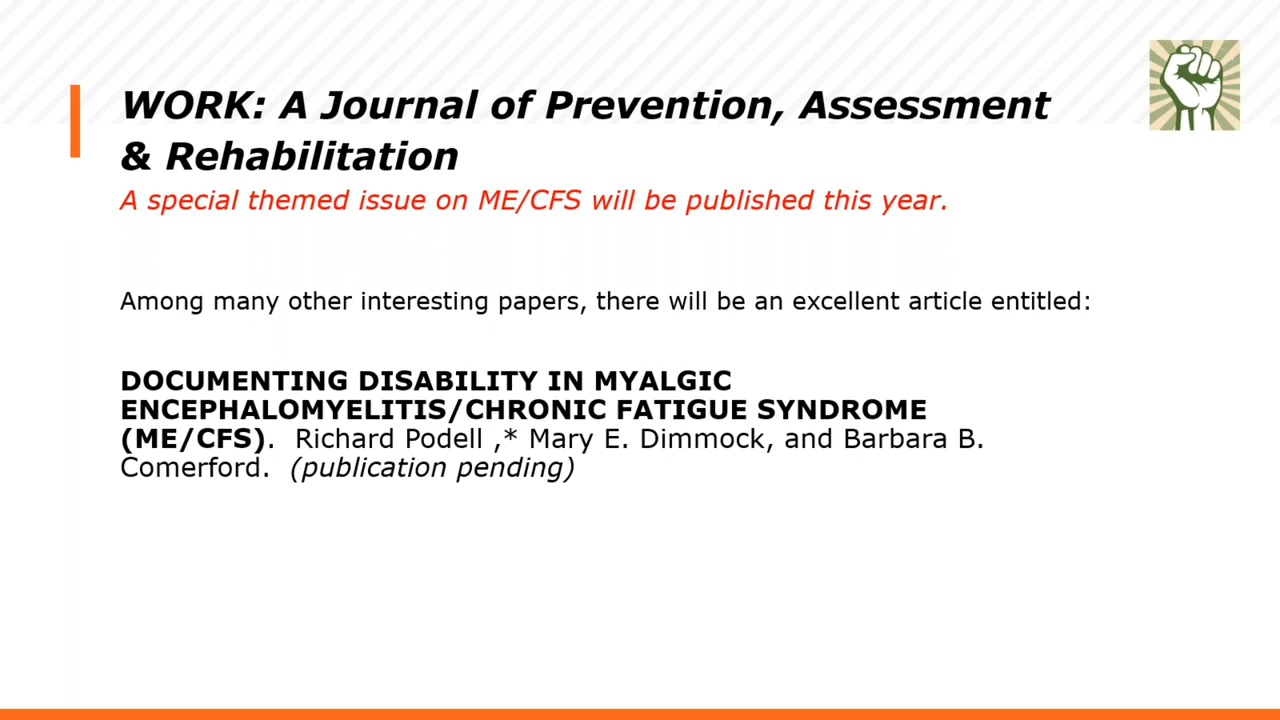 WORK: A Journal of Prevention, Assessment
& Rehabilitation
A special themed issue on ME/CFS will be published this year.
Among many other interesting papers, there will be an excellent article entitled:
DOCUMENTING DISABILITY IN MYALGIC
ENCEPHALOMYELITIS/CHRONIC FATIGUE SYNDROME
(ME/CFS).  Richard Podell ,* Mary E. Dimmock, and Barbara B.
Comerford.  (publication pending)